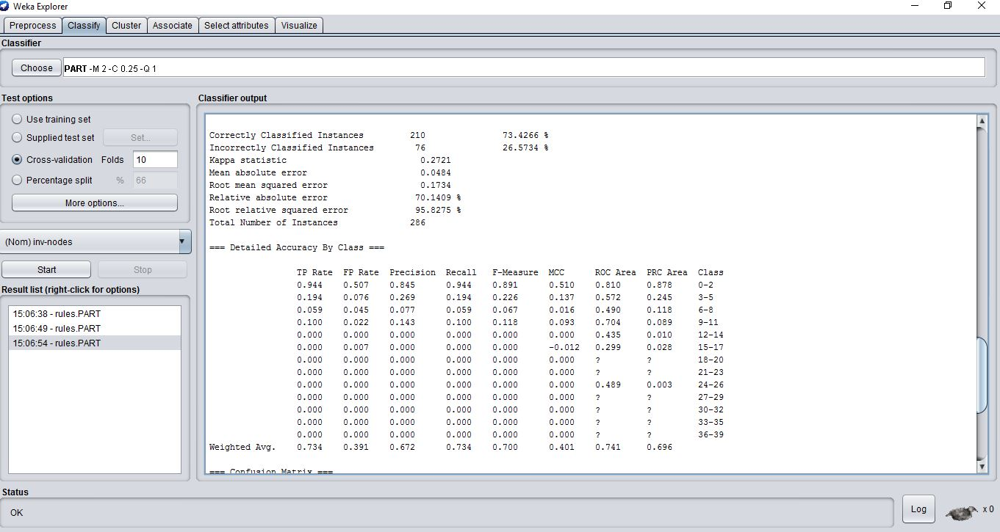 Weka Explorer
Preprocess Classify Cluster Associate Select attributes Visualize
Classifier
Choose PART -M 2 -C 0.25 -Q 1
Test options
Use training set
Supplied test set Set...
Cross-validation Folds 10
Percentage split % 66
More options...
(Nom) inv-nodes
Start Stop
Result list (right-click for options)
15:06:38 - rules.PART
15:06:49 - rules.PART
15:06:54 - rules.PART
Classifier output
Correctly Classified Instances 210 73.4266 %
Incorrectly Classified Instances 76 26.5734 %
Kappa statistic 0.2721
Mean absolute error 0.0484
Root mean squared error 0.1734
Relative absolute error 70.1409 %
Root relative squared error 95.8275 %
Total Number of Instances 286
=== Detailed Accuracy By Class ===
TP Rate FP Rate Precision Recall F-Measure MCC ROC Area PRC Area Class
0.944 0.507 0.845 0.944 0.891 0.510 0.810 0.878 0-2
0.194 0.076 0.269 0.194 0.226 0.137 0.572 0.245 3-5
0.059 0.045 0.077 0.059 0.067 0.016 0.490 0.118 6-8
0.100 0.022 0.143 0.100 0.118 0.093 0.704 0.089 9-11
0.000 0.000 0.000 0.000 0.000 0.000 0.435 0.010 12-14
0.000 0.007 0.000 0.000 0.000 -0.012 0.299 0.028 15-17
0.000 0.000 0.000 0.000 0.000 0.000 ? ? 18-20
0.000 0.000 0.000 0.000 0.000 0.000 ? ? 21-23
0.000 0.000 0.000 0.000 0.000 0.000 0.489 0.003 24-26
0.000 0.000 0.000 0.000 0.000 0.000 ? ? 27-29
0.000 0.000 0.000 0.000 0.000 0.000 ? ? 30-32
0.000 0.000 0.000 0.000 0.000 0.000 ? ? 33-35
0.000 0.000 0.000 0.000 0.000 0.000 ? ? 36-39
Weighted Avg. 0.734 0.391 0.672 0.734 0.700 0.401 0.741 0.696
=== Confusion Matrix ===
Status
OK
Log x 0